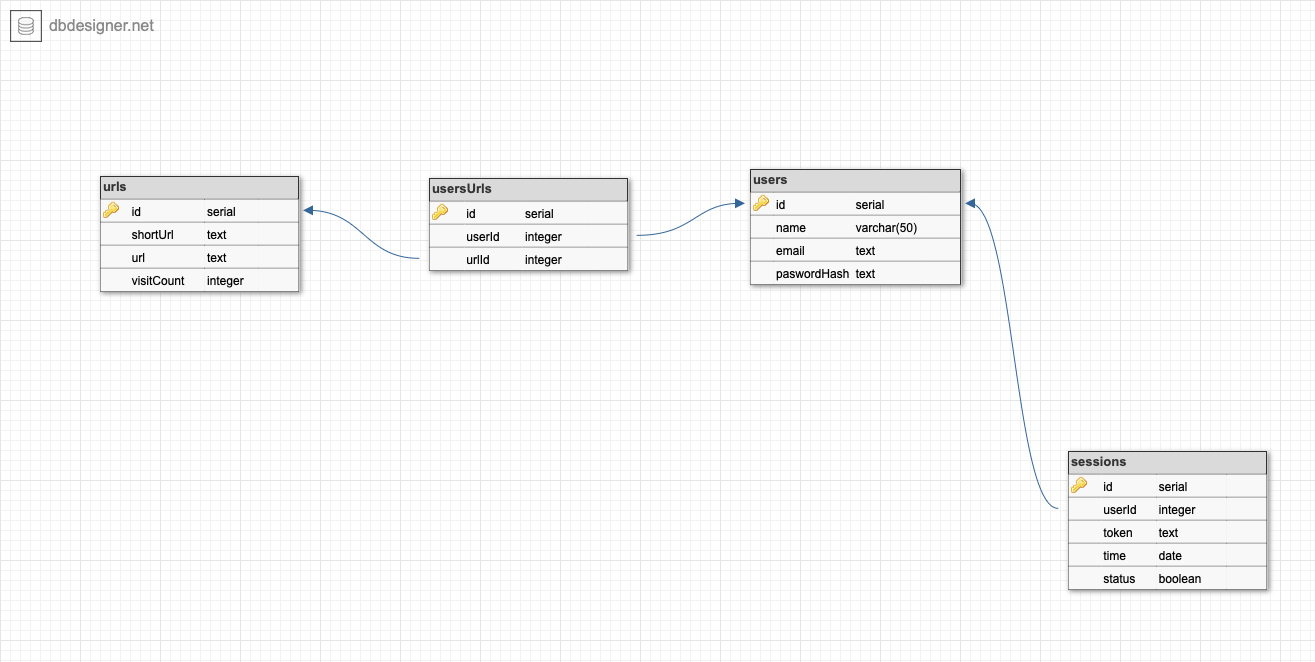 dbdesigner.net
urls
id serial
shortUrl text
url text
visitCount integer
usersUrls
id serial
userId integer
urlId integer
users
id serial
name varchar(50)
email text
paswordHash text
sessions
id serial
userId integer
token text
time date
status boolean